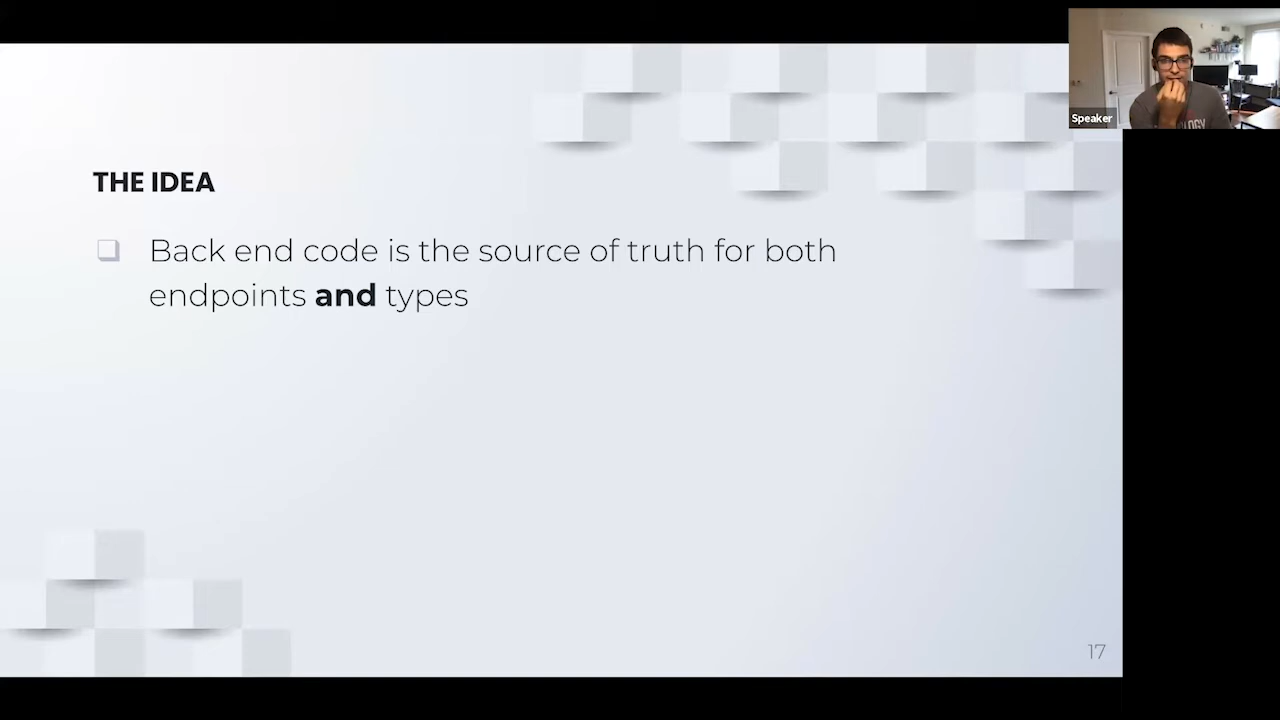 Speaker
THE IDEA
Back end code is the source of truth for both
endpoints and types
17